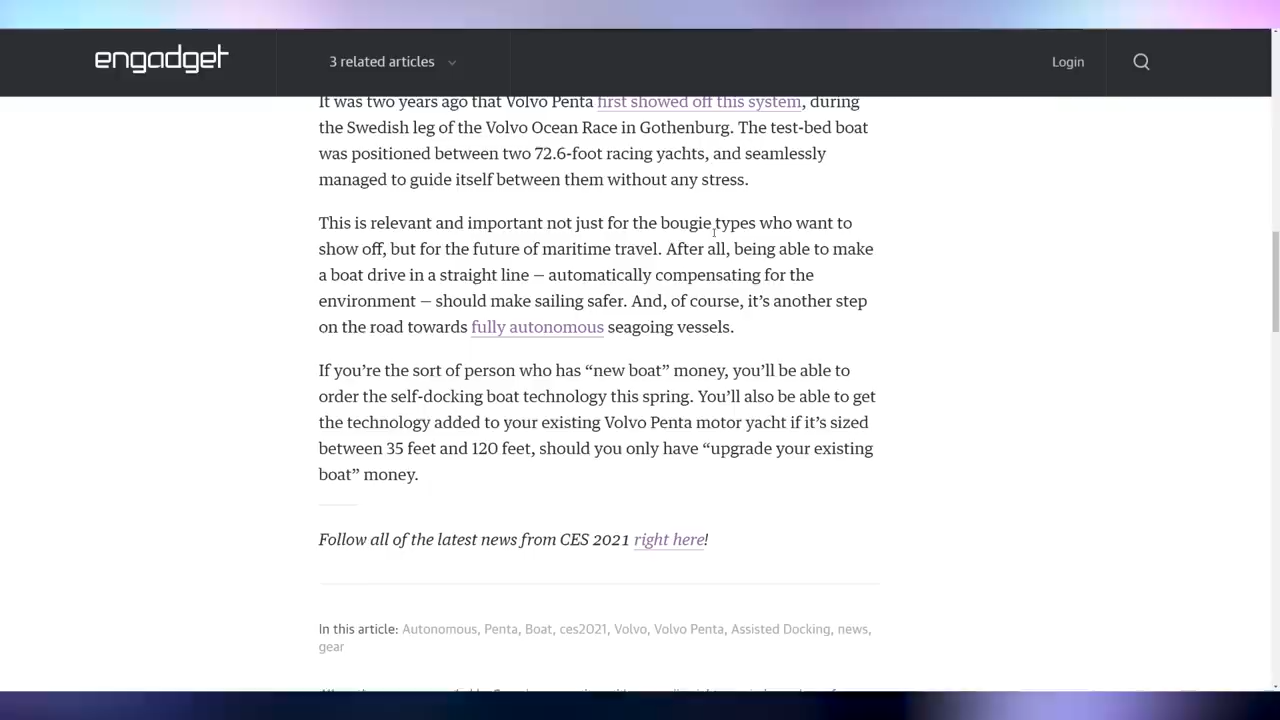 engadget
3 related articles
Login
It was two years ago that Volvo Penta first showed off this system, during
the Swedish leg of the Volvo Ocean Race in Gothenburg. The test-bed boat
was positioned between two 72.6-foot racing yachts, and seamlessly
managed to guide itself between them without any stress.
This is relevant and important not just for the bougie types who want to
show off, but for the future of maritime travel. After all, being able to make
a boat drive in a straight line — automatically compensating for the
environment — should make sailing safer. And, of course, it’s another step
on the road towards fully autonomous seagoing vessels.
If you’re the sort of person who has “new boat” money, you’ll be able to
order the self-docking boat technology this spring. You’ll also be able to get
the technology added to your existing Volvo Penta motor yacht if it’s sized
between 35 feet and 120 feet, should you only have “upgrade your existing
boat” money.
Follow all of the latest news from CES 2021 right here!
In this article: Autonomous, Penta, Boat, ces2021, Volvo, Volvo Penta, Assisted Docking, news,
gear